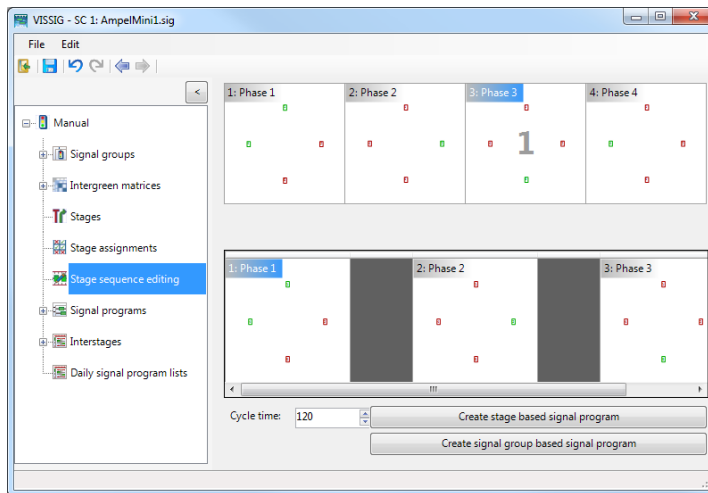 VISSIG - SC 1: AmpelMini1.sig
File Edit
<
Manual
Signal groups
Intergreen matrices
Stages
Stage assignments
Stage sequence editing
Signal programs
Interstages
Daily signal program lists
1: Phase 1 2: Phase 2 3: Phase 3 4: Phase 4
1
1: Phase 1 2: Phase 2 3: Phase 3
Cycle time: 120 Create stage based signal program
Create signal group based signal program